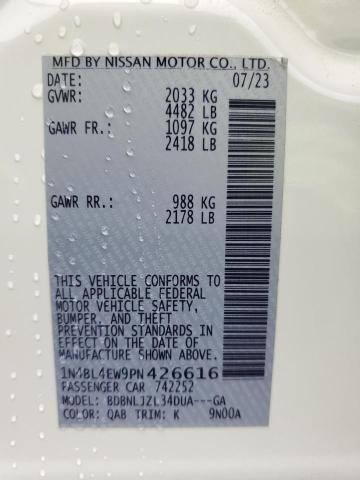 MFD BY NISSAN MOTOR CO., LTD.
DATE: 07/23
GVWR: 2033 KG
4482 LB
GAWR FR.: 1097 KG
2418 LB
GAWR RR.: 988 KG
2178 LB
THIS VEHICLE CONFORMS TO
ALL APPLICABLE FEDERAL
MOTOR VEHICLE SAFETY,
BUMPER, AND THEFT
PREVENTION STANDARDS IN
EFFECT ON THE DATE OF
MANUFACTURE SHOWN ABOVE.
1N4BL4EW9PN426616
PASSENGER CAR 742252
MODEL: BDBNLJZL34DUA---GA
COLOR: QAB TRIM: K 9N00A